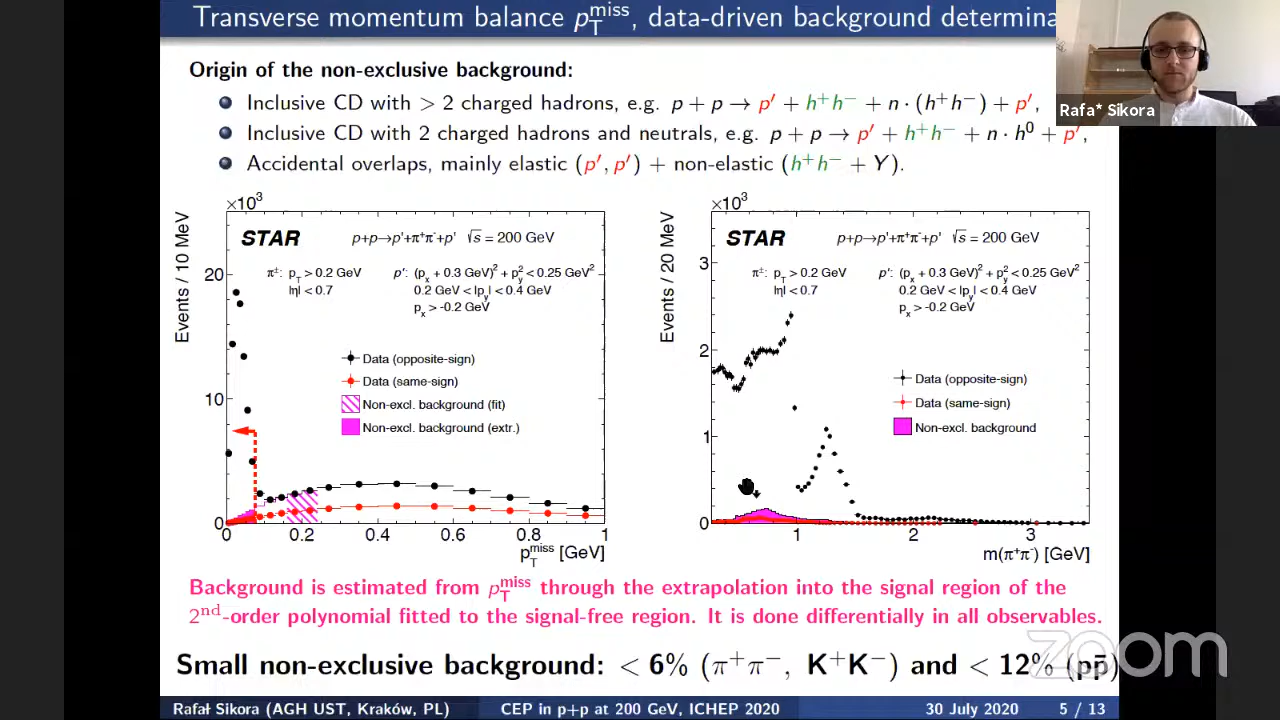 Transverse momentum balance p_T^miss, data-driven background determina
Rafa* Sikora
Origin of the non-exclusive background:
Inclusive CD with > 2 charged hadrons, e.g. p + p → p′ + h⁺h⁻ + n · (h⁺h⁻) + p′,
Inclusive CD with 2 charged hadrons and neutrals, e.g. p + p → p′ + h⁺h⁻ + n · h⁰ + p′,
Accidental overlaps, mainly elastic (p′, p′) + non-elastic (h⁺h⁻ + Y).
×10³
Events / 10 MeV
20
10
0
STAR
p+p→p'+π⁺π⁻+p' √s = 200 GeV
π±: p_T > 0.2 GeV
|η| < 0.7
p': (p_x + 0.3 GeV)² + p_y² < 0.25 GeV²
0.2 GeV < |p_y| < 0.4 GeV
p_x > -0.2 GeV
Data (opposite-sign)
Data (same-sign)
Non-excl. background (fit)
Non-excl. background (extr.)
0 0.2 0.4 0.6 0.8 1
p_T^miss [GeV]
×10³
Events / 20 MeV
3
2
1
0
STAR
p+p→p'+π⁺π⁻+p' √s = 200 GeV
π±: p_T > 0.2 GeV
|η| < 0.7
p': (p_x + 0.3 GeV)² + p_y² < 0.25 GeV²
0.2 GeV < |p_y| < 0.4 GeV
p_x > -0.2 GeV
Data (opposite-sign)
Data (same-sign)
Non-excl. background
1 2 3
m(π⁺π⁻) [GeV]
Background is estimated from p_T^miss through the extrapolation into the signal region of the
2nd-order polynomial fitted to the signal-free region. It is done differentially in all observables.
Small non-exclusive background: < 6% (π⁺π⁻, K⁺K⁻) and < 12% (pp̄)
zoom
Rafał Sikora (AGH UST, Kraków, PL) CEP in p+p at 200 GeV, ICHEP 2020 30 July 2020 5 / 13